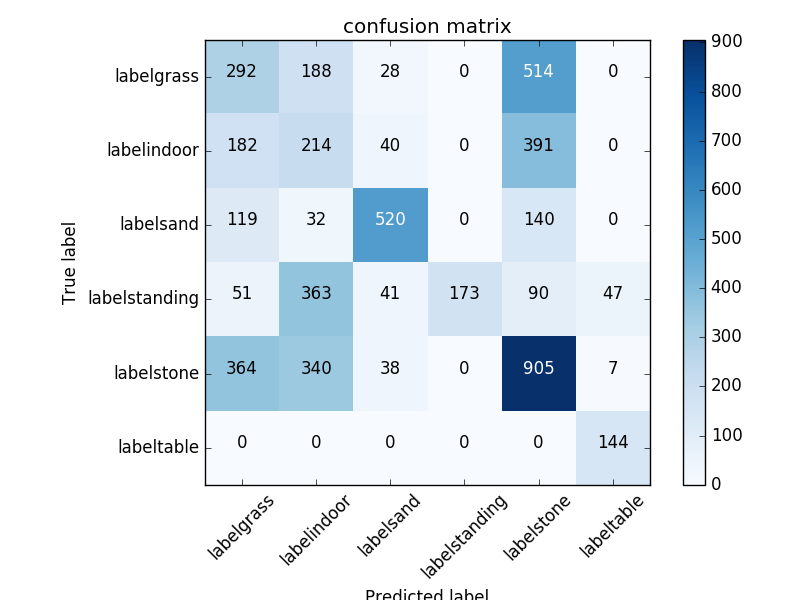 confusion matrix
labelgrass 292 188 28 0 514 0
labelindoor 182 214 40 0 391 0
labelsand 119 32 520 0 140 0
labelstanding 51 363 41 173 90 47
labelstone 364 340 38 0 905 7
labeltable 0 0 0 0 0 144
True label
labelgrass labelindoor labelsand labelstanding labelstone labeltable
Predicted label
900
800
700
600
500
400
300
200
100
0